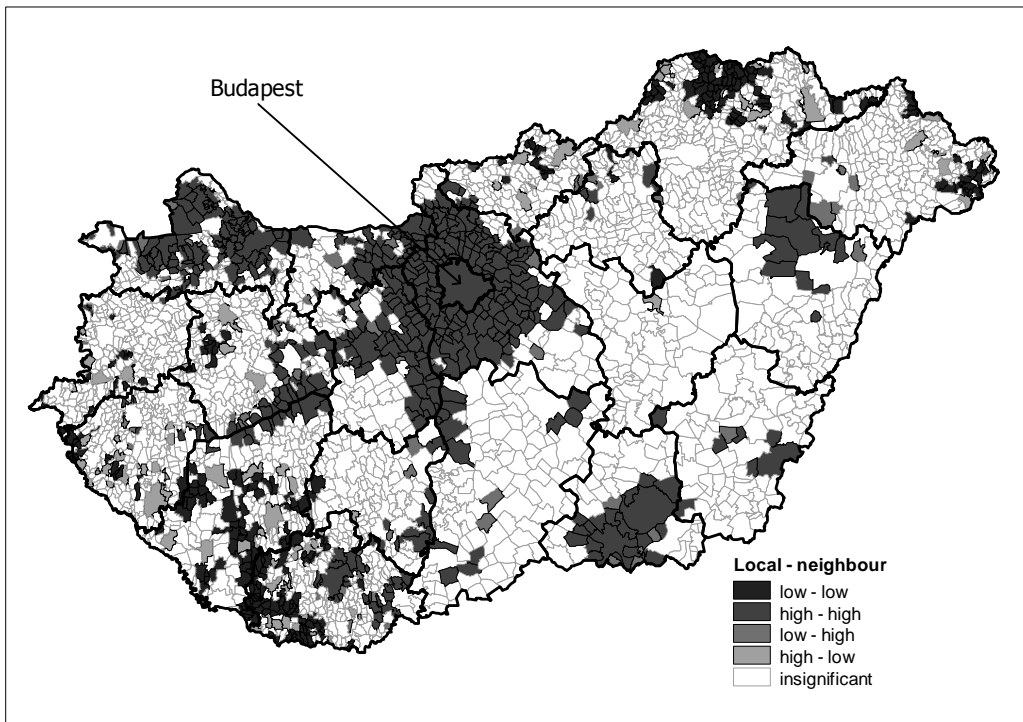 Budapest
Local - neighbour
low - low
high - high
low - high
high - low
insignificant